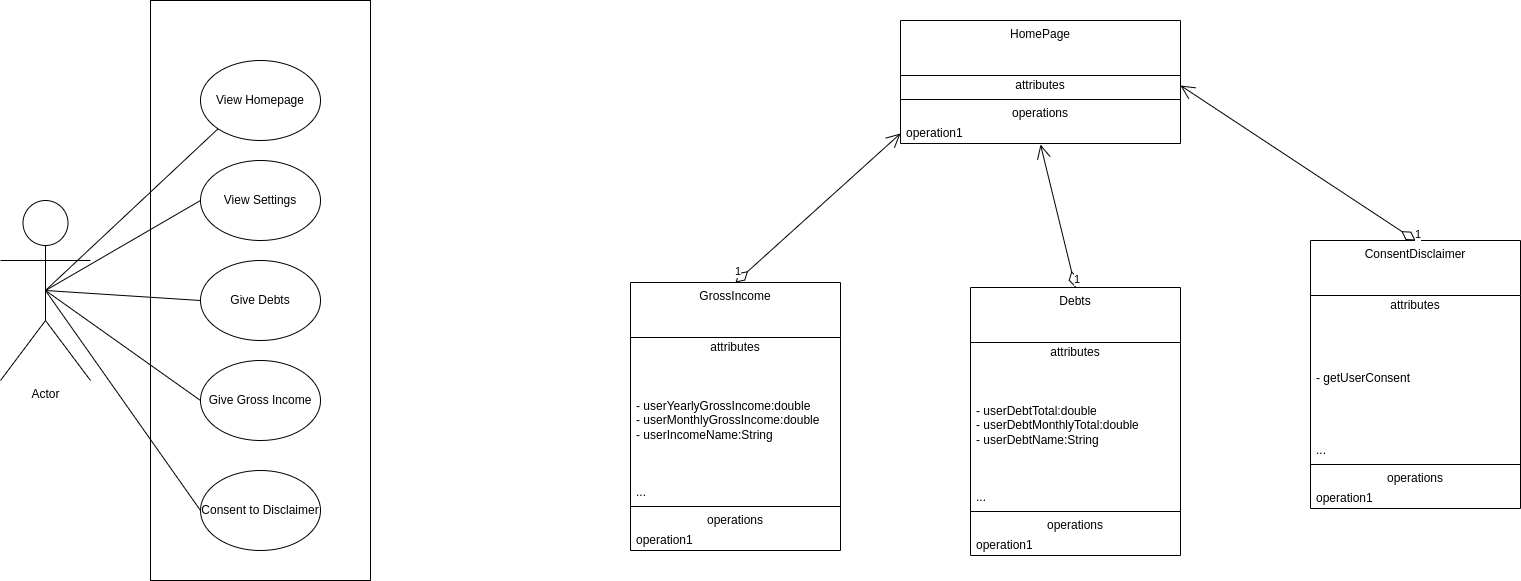 View Homepage
View Settings
Give Debts
Give Gross Income
Consent to Disclaimer
Actor
HomePage
attributes
operations
operation1
1
GrossIncome
attributes
- userYearlyGrossIncome:double
- userMonthlyGrossIncome:double
- userIncomeName:String
...
operations
operation1
1
Debts
attributes
- userDebtTotal:double
- userDebtMonthlyTotal:double
- userDebtName:String
...
operations
operation1
1
ConsentDisclaimer
attributes
- getUserConsent
...
operations
operation1